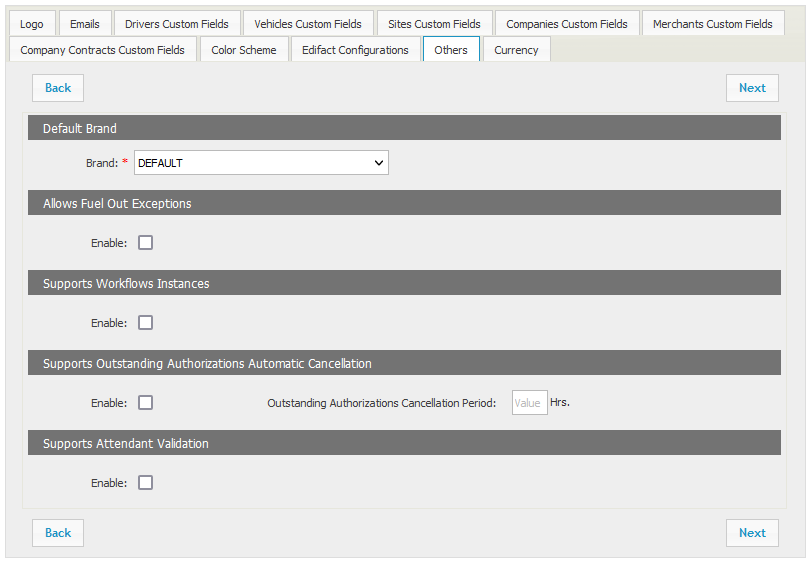 Logo Emails Drivers Custom Fields Vehicles Custom Fields Sites Custom Fields Companies Custom Fields Merchants Custom Fields
Company Contracts Custom Fields Color Scheme Edifact Configurations Others Currency
Back Next
Default Brand
Brand: * DEFAULT
Allows Fuel Out Exceptions
Enable:
Supports Workflows Instances
Enable:
Supports Outstanding Authorizations Automatic Cancellation
Enable: Outstanding Authorizations Cancellation Period: Value Hrs.
Supports Attendant Validation
Enable:
Back Next